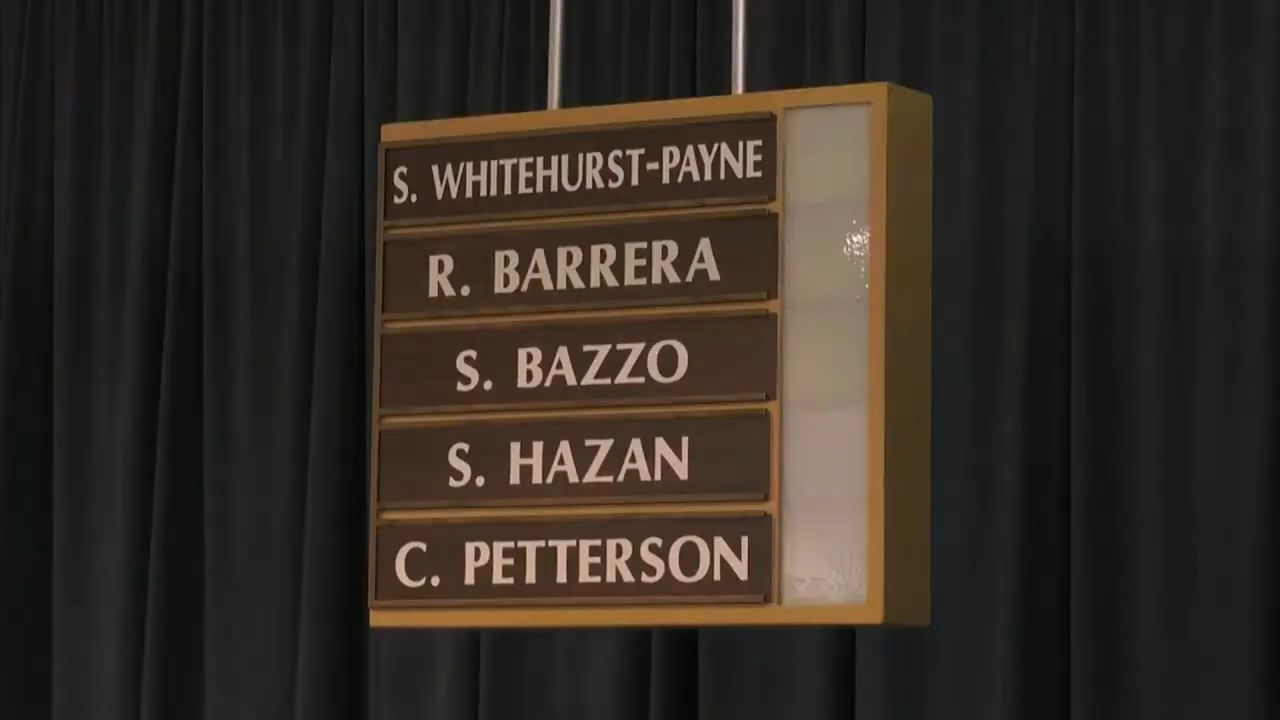 S. WHITEHURST-PAYNE
R. BARRERA
S. BAZZO
S. HAZAN
C. PETTERSON